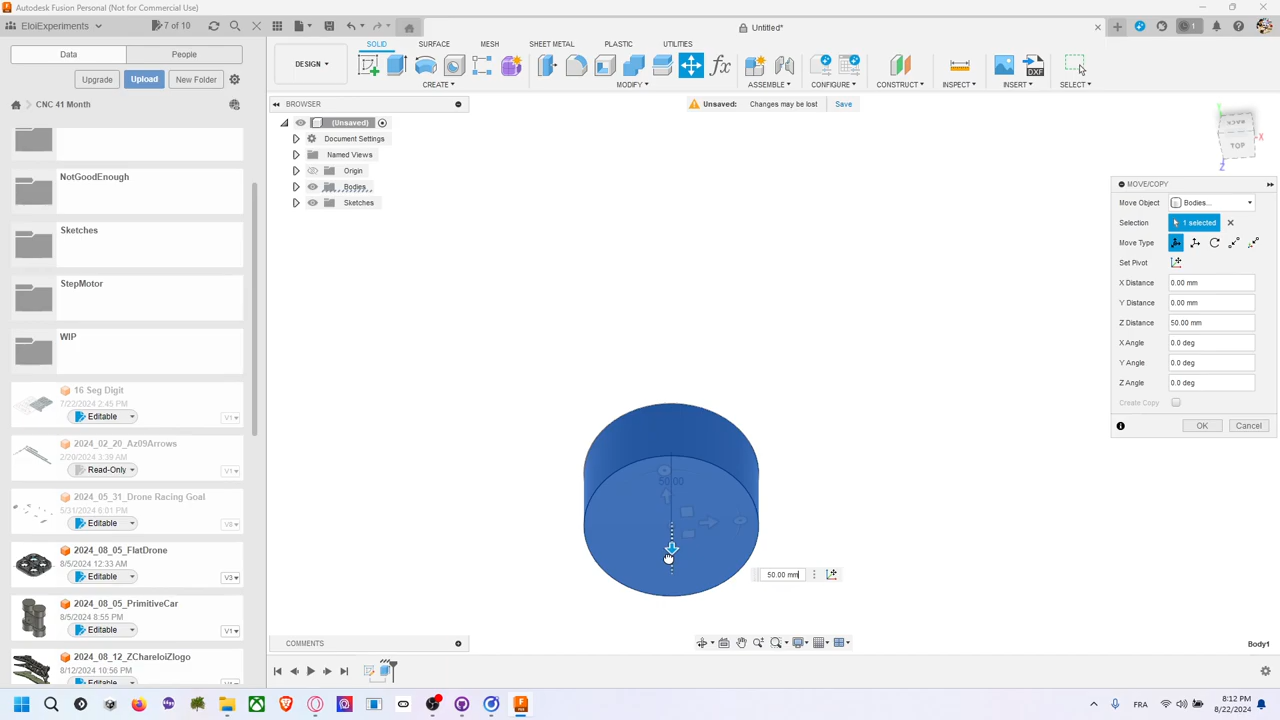 Autodesk Fusion Personal (Not for Commercial Use)
EloiExperiments
7 of 10
Untitled*
1
Data
People
Upgrade
Upload
New Folder
CNC 41 Month
NotGoodEnough
Sketches
StepMotor
WIP
16 Seg Digit
7/22/2024 2:45 PM
Editable
V1
2024_02_20_Az09Arrows
2/20/2024 3:39 AM
Read-Only
V1
2024_05_31_Drone Racing Goal
5/31/2024 6:01 PM
Editable
V8
2024_08_05_FlatDrone
8/5/2024 12:33 AM
Editable
V3
2024_08_05_PrimitiveCar
8/5/2024 8:55 PM
Editable
V1
2024_08_12_ZChareloiZlogo
8/12/2024 10:56 PM
Editable
DESIGN
SOLID
SURFACE
MESH
SHEET METAL
PLASTIC
UTILITIES
CREATE
MODIFY
ASSEMBLE
CONFIGURE
CONSTRUCT
INSPECT
INSERT
SELECT
DXF
BROWSER
Unsaved:
Changes may be lost
Save
(Unsaved)
Document Settings
Named Views
Origin
Bodies
Sketches
BACK
TOP
X
Y
Z
MOVE/COPY
Move Object
Bodies...
Selection
1 selected
Move Type
Set Pivot
X Distance
0.00 mm
Y Distance
0.00 mm
Z Distance
50.00 mm
X Angle
0.0 deg
Y Angle
0.0 deg
Z Angle
0.0 deg
Create Copy
OK
Cancel
50.00
50.00 mm
COMMENTS
Body1
FRA
8:12 PM
8/22/2024